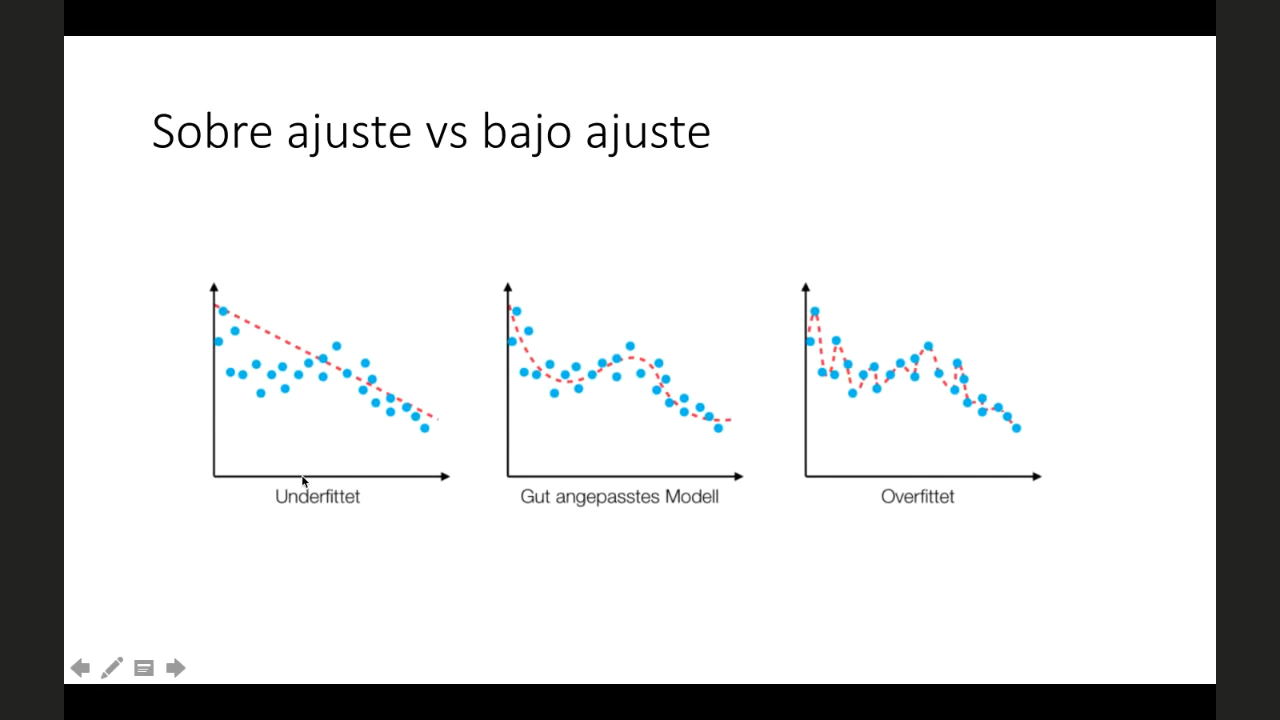 Sobre ajuste vs bajo ajuste
Underfittet
Gut angepasstes Modell
Overfittet